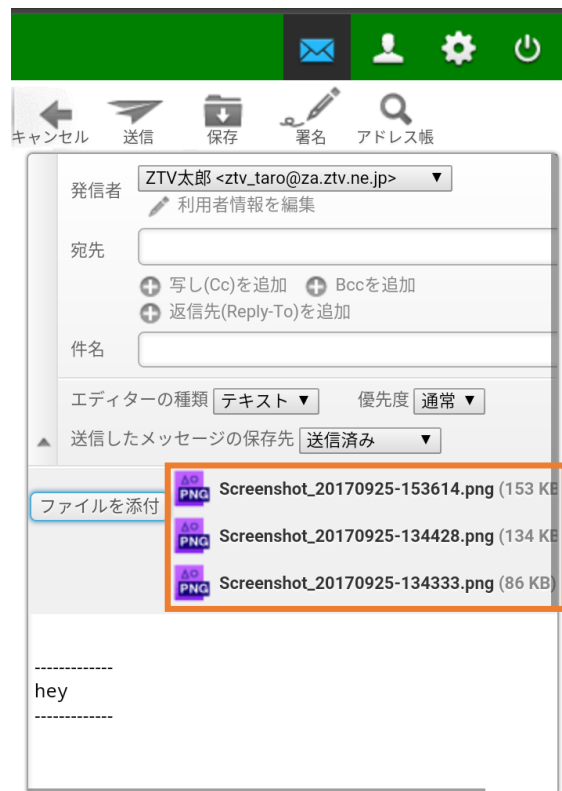 キャンセル 送信 保存 署名 アドレス帳
発信者 ZTV太郎 <ztv_taro@za.ztv.ne.jp> ▼
利用者情報を編集
宛先
写し(Cc)を追加 Bccを追加
返信先(Reply-To)を追加
件名
エディターの種類 テキスト ▼ 優先度 通常 ▼
送信したメッセージの保存先 送信済み ▼
ファイルを添付
PNG Screenshot_20170925-153614.png (153 KB
PNG Screenshot_20170925-134428.png (134 KB
PNG Screenshot_20170925-134333.png (86 KB)
-------------
hey
-------------